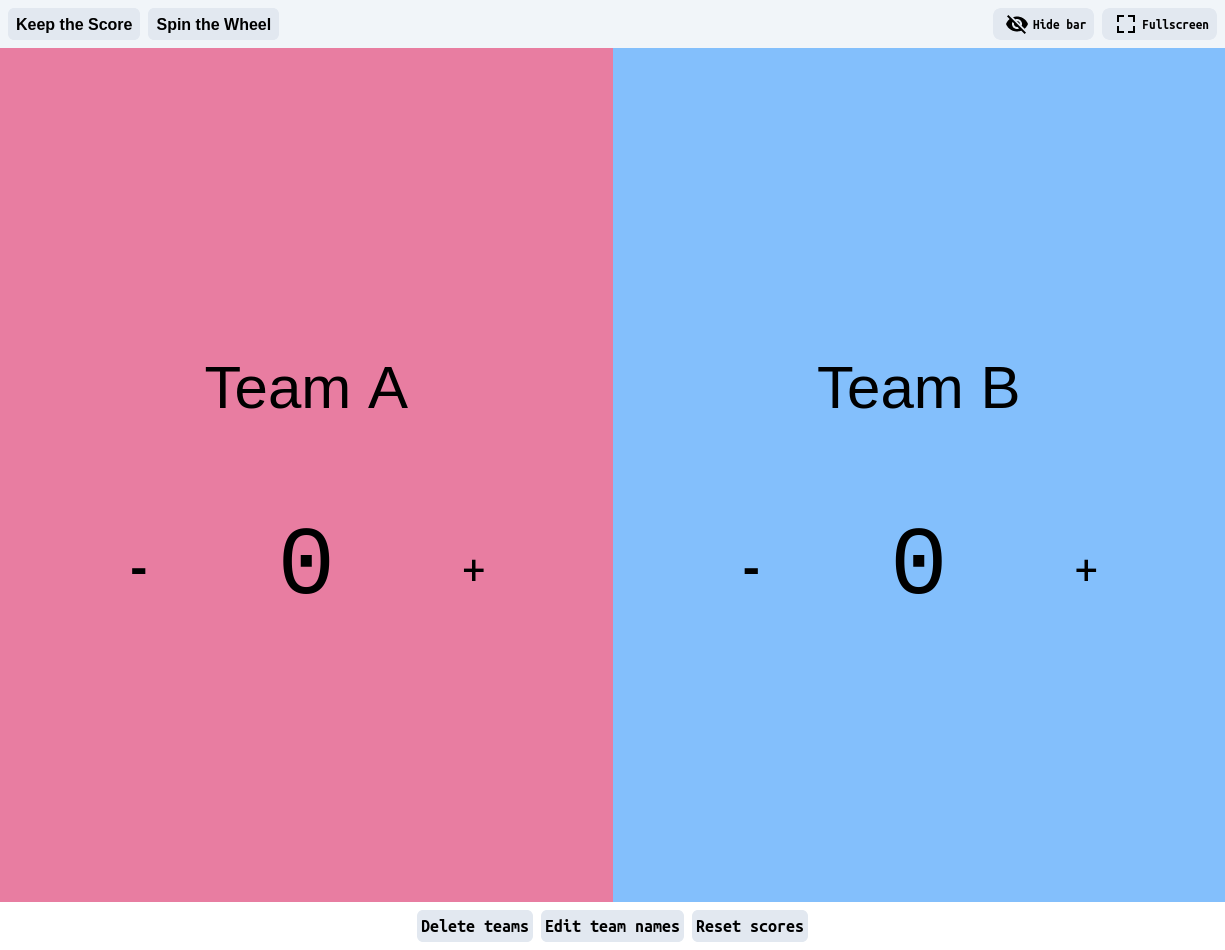 Keep the Score Spin the Wheel Hide bar Fullscreen
Team A Team B
- 0 + - 0 +
Delete teams Edit team names Reset scores